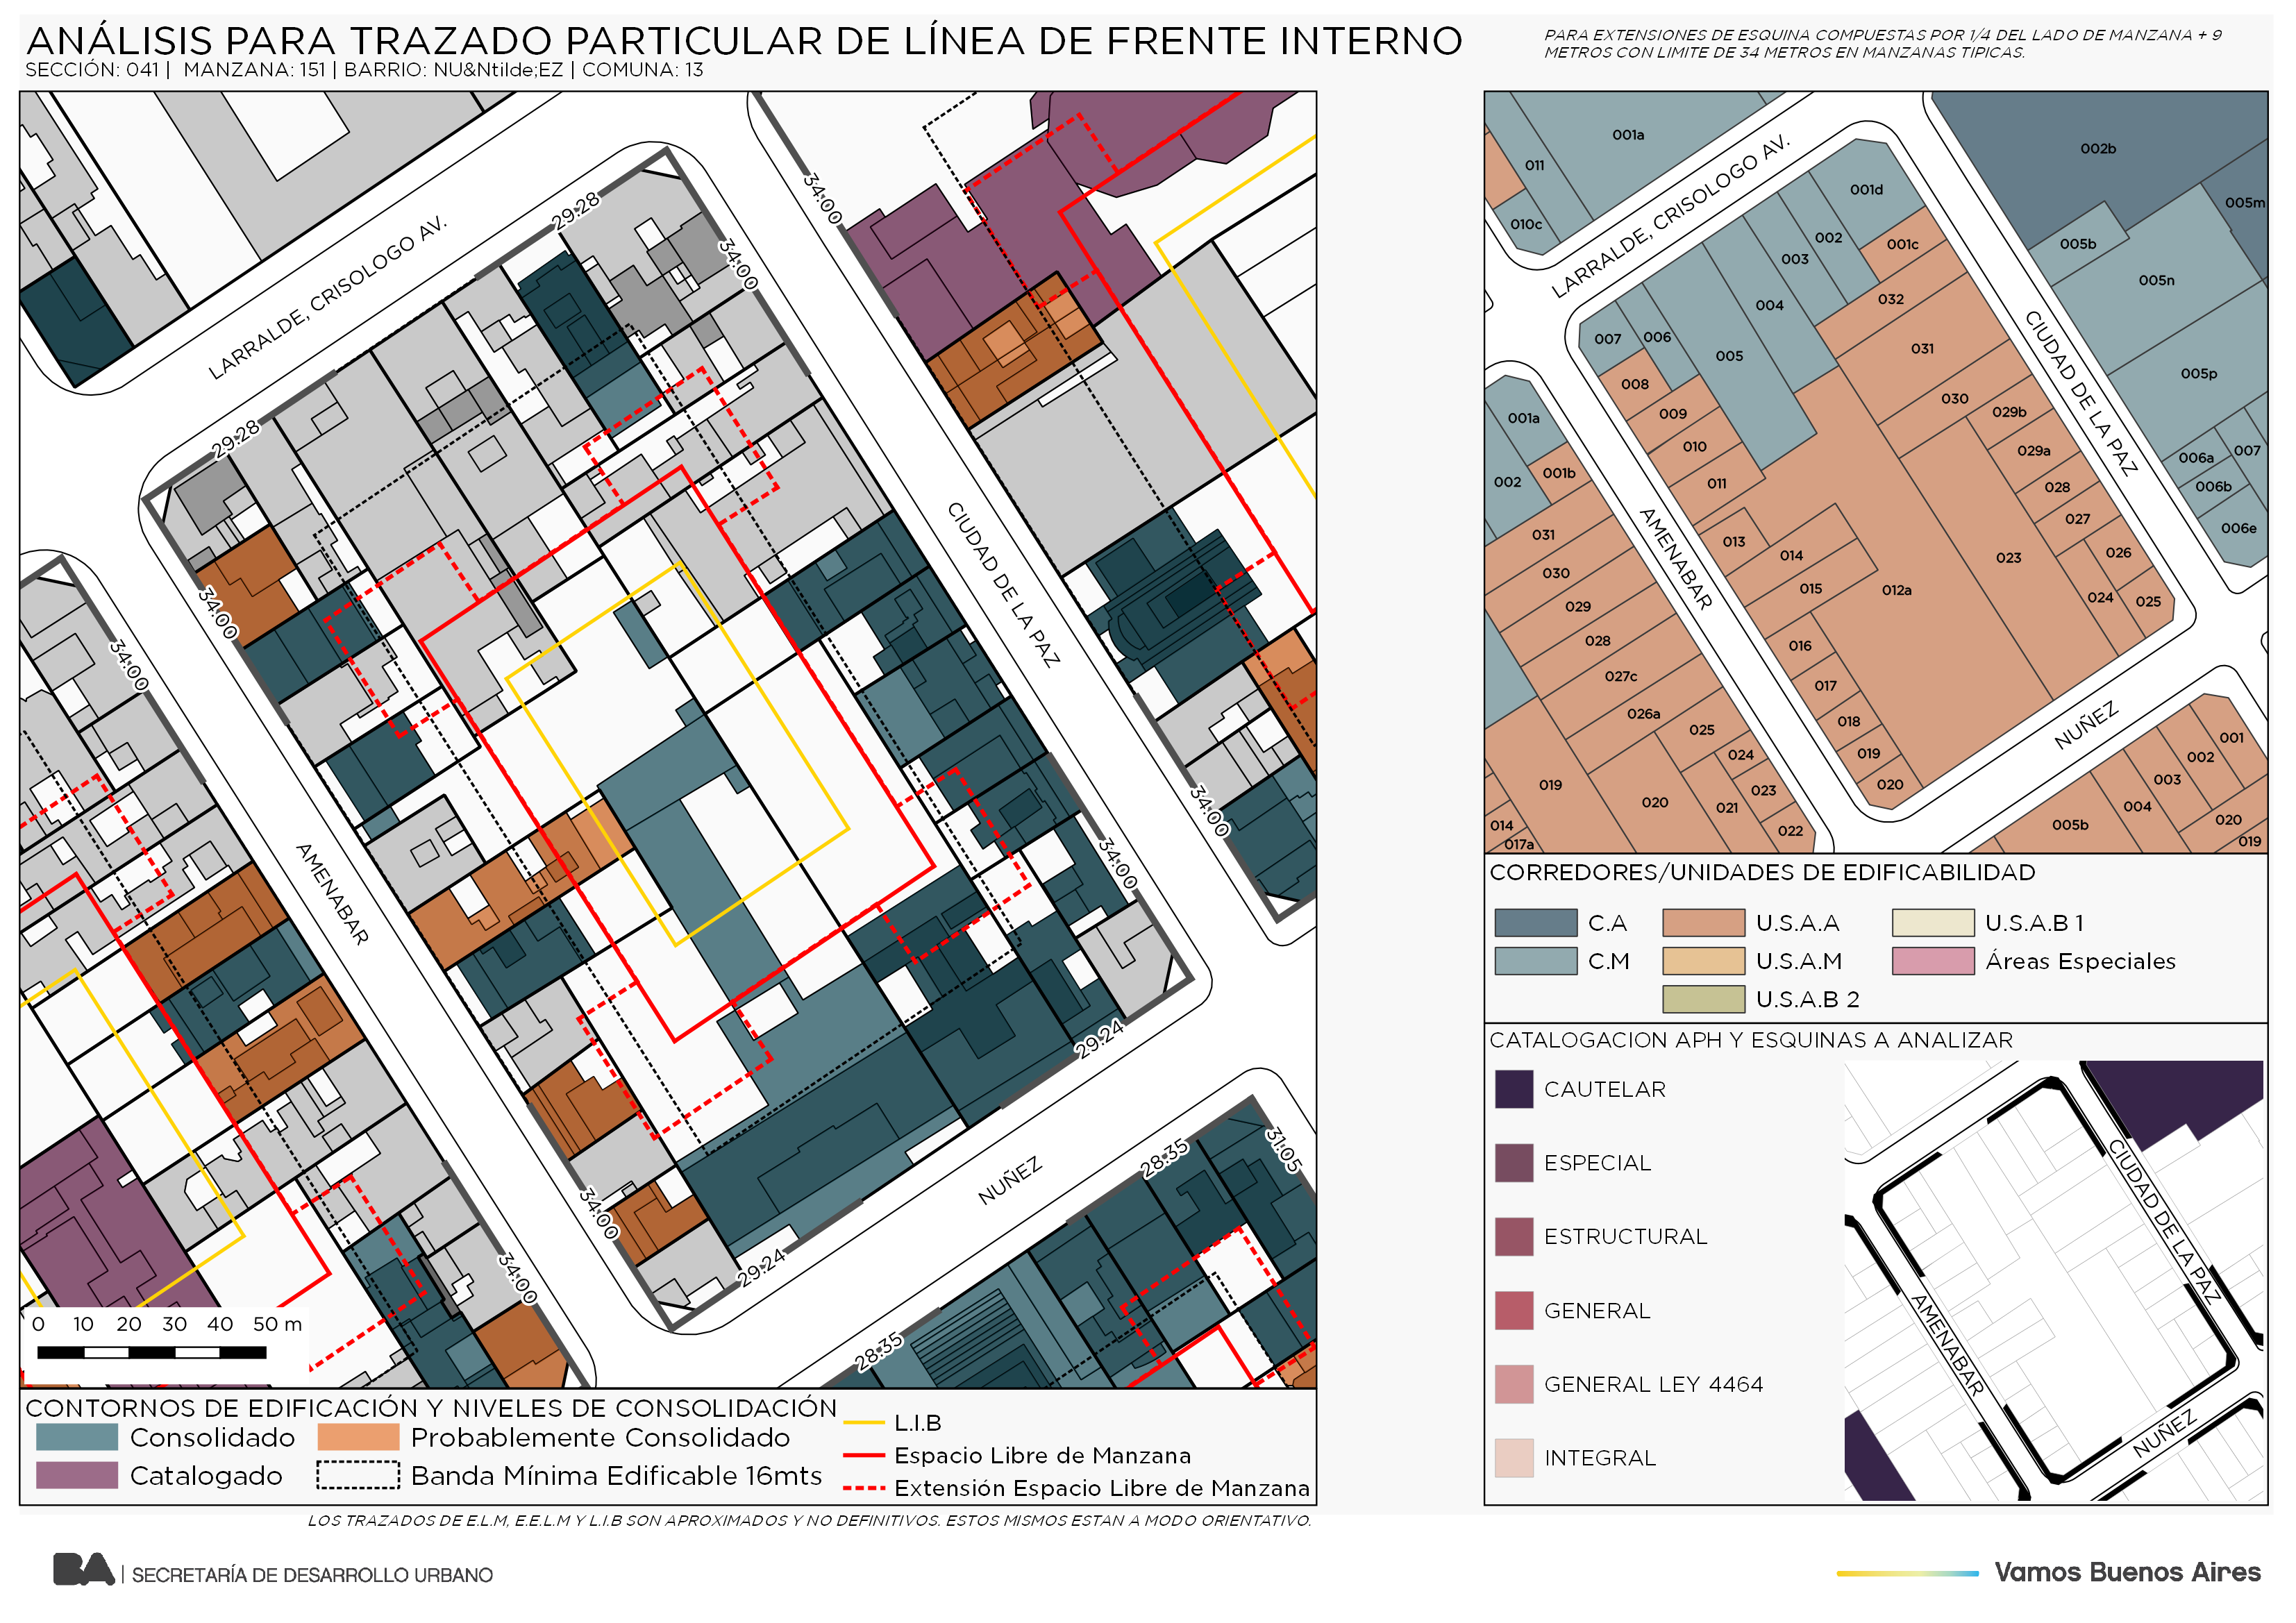 ANÁLISIS PARA TRAZADO PARTICULAR DE LÍNEA DE FRENTE INTERNO
SECCIÓN: 041 | MANZANA: 151 | BARRIO: NU&Ntilde;EZ | COMUNA: 13
PARA EXTENSIONES DE ESQUINA COMPUESTAS POR 1/4 DEL LADO DE MANZANA + 9
METROS CON LIMITE DE 34 METROS EN MANZANAS TIPICAS.
LARRALDE, CRISOLOGO AV.
29.28
29.28
34.00
34.00
34.00
34.00
CIUDAD DE LA PAZ
AMENABAR
34.00
34.00
34.00
34.00
29.24
29.24
NUÑEZ
28.35
28.35
31.05
0 10 20 30 40 50 m
CONTORNOS DE EDIFICACIÓN Y NIVELES DE CONSOLIDACIÓN
Consolidado
Probablemente Consolidado
Catalogado
Banda Mínima Edificable 16mts
L.I.B
Espacio Libre de Manzana
Extensión Espacio Libre de Manzana
LOS TRAZADOS DE E.L.M, E.E.L.M Y L.I.B SON APROXIMADOS Y NO DEFINITIVOS. ESTOS MISMOS ESTAN A MODO ORIENTATIVO.
001a
011
010c
LARRALDE, CRISOLOGO AV.
002b
005m
005b
005n
005p
006a
007
006b
006e
001d
001c
002
003
004
005
006
007
008
009
010
011
032
031
030
029b
029a
028
027
026
025
024
023
012a
013
014
015
016
017
018
019
020
CIUDAD DE LA PAZ
AMENABAR
NUÑEZ
001a
002
001b
031
030
029
028
027c
026a
025
024
023
022
021
020
019
014
017a
001
002
003
004
005b
020
019
CORREDORES/UNIDADES DE EDIFICABILIDAD
C.A
U.S.A.A
U.S.A.B 1
C.M
U.S.A.M
Áreas Especiales
U.S.A.B 2
CATALOGACION APH Y ESQUINAS A ANALIZAR
CAUTELAR
ESPECIAL
ESTRUCTURAL
GENERAL
GENERAL LEY 4464
INTEGRAL
CIUDAD DE LA PAZ
AMENABAR
NUÑEZ
BA | SECRETARÍA DE DESARROLLO URBANO
Vamos Buenos Aires